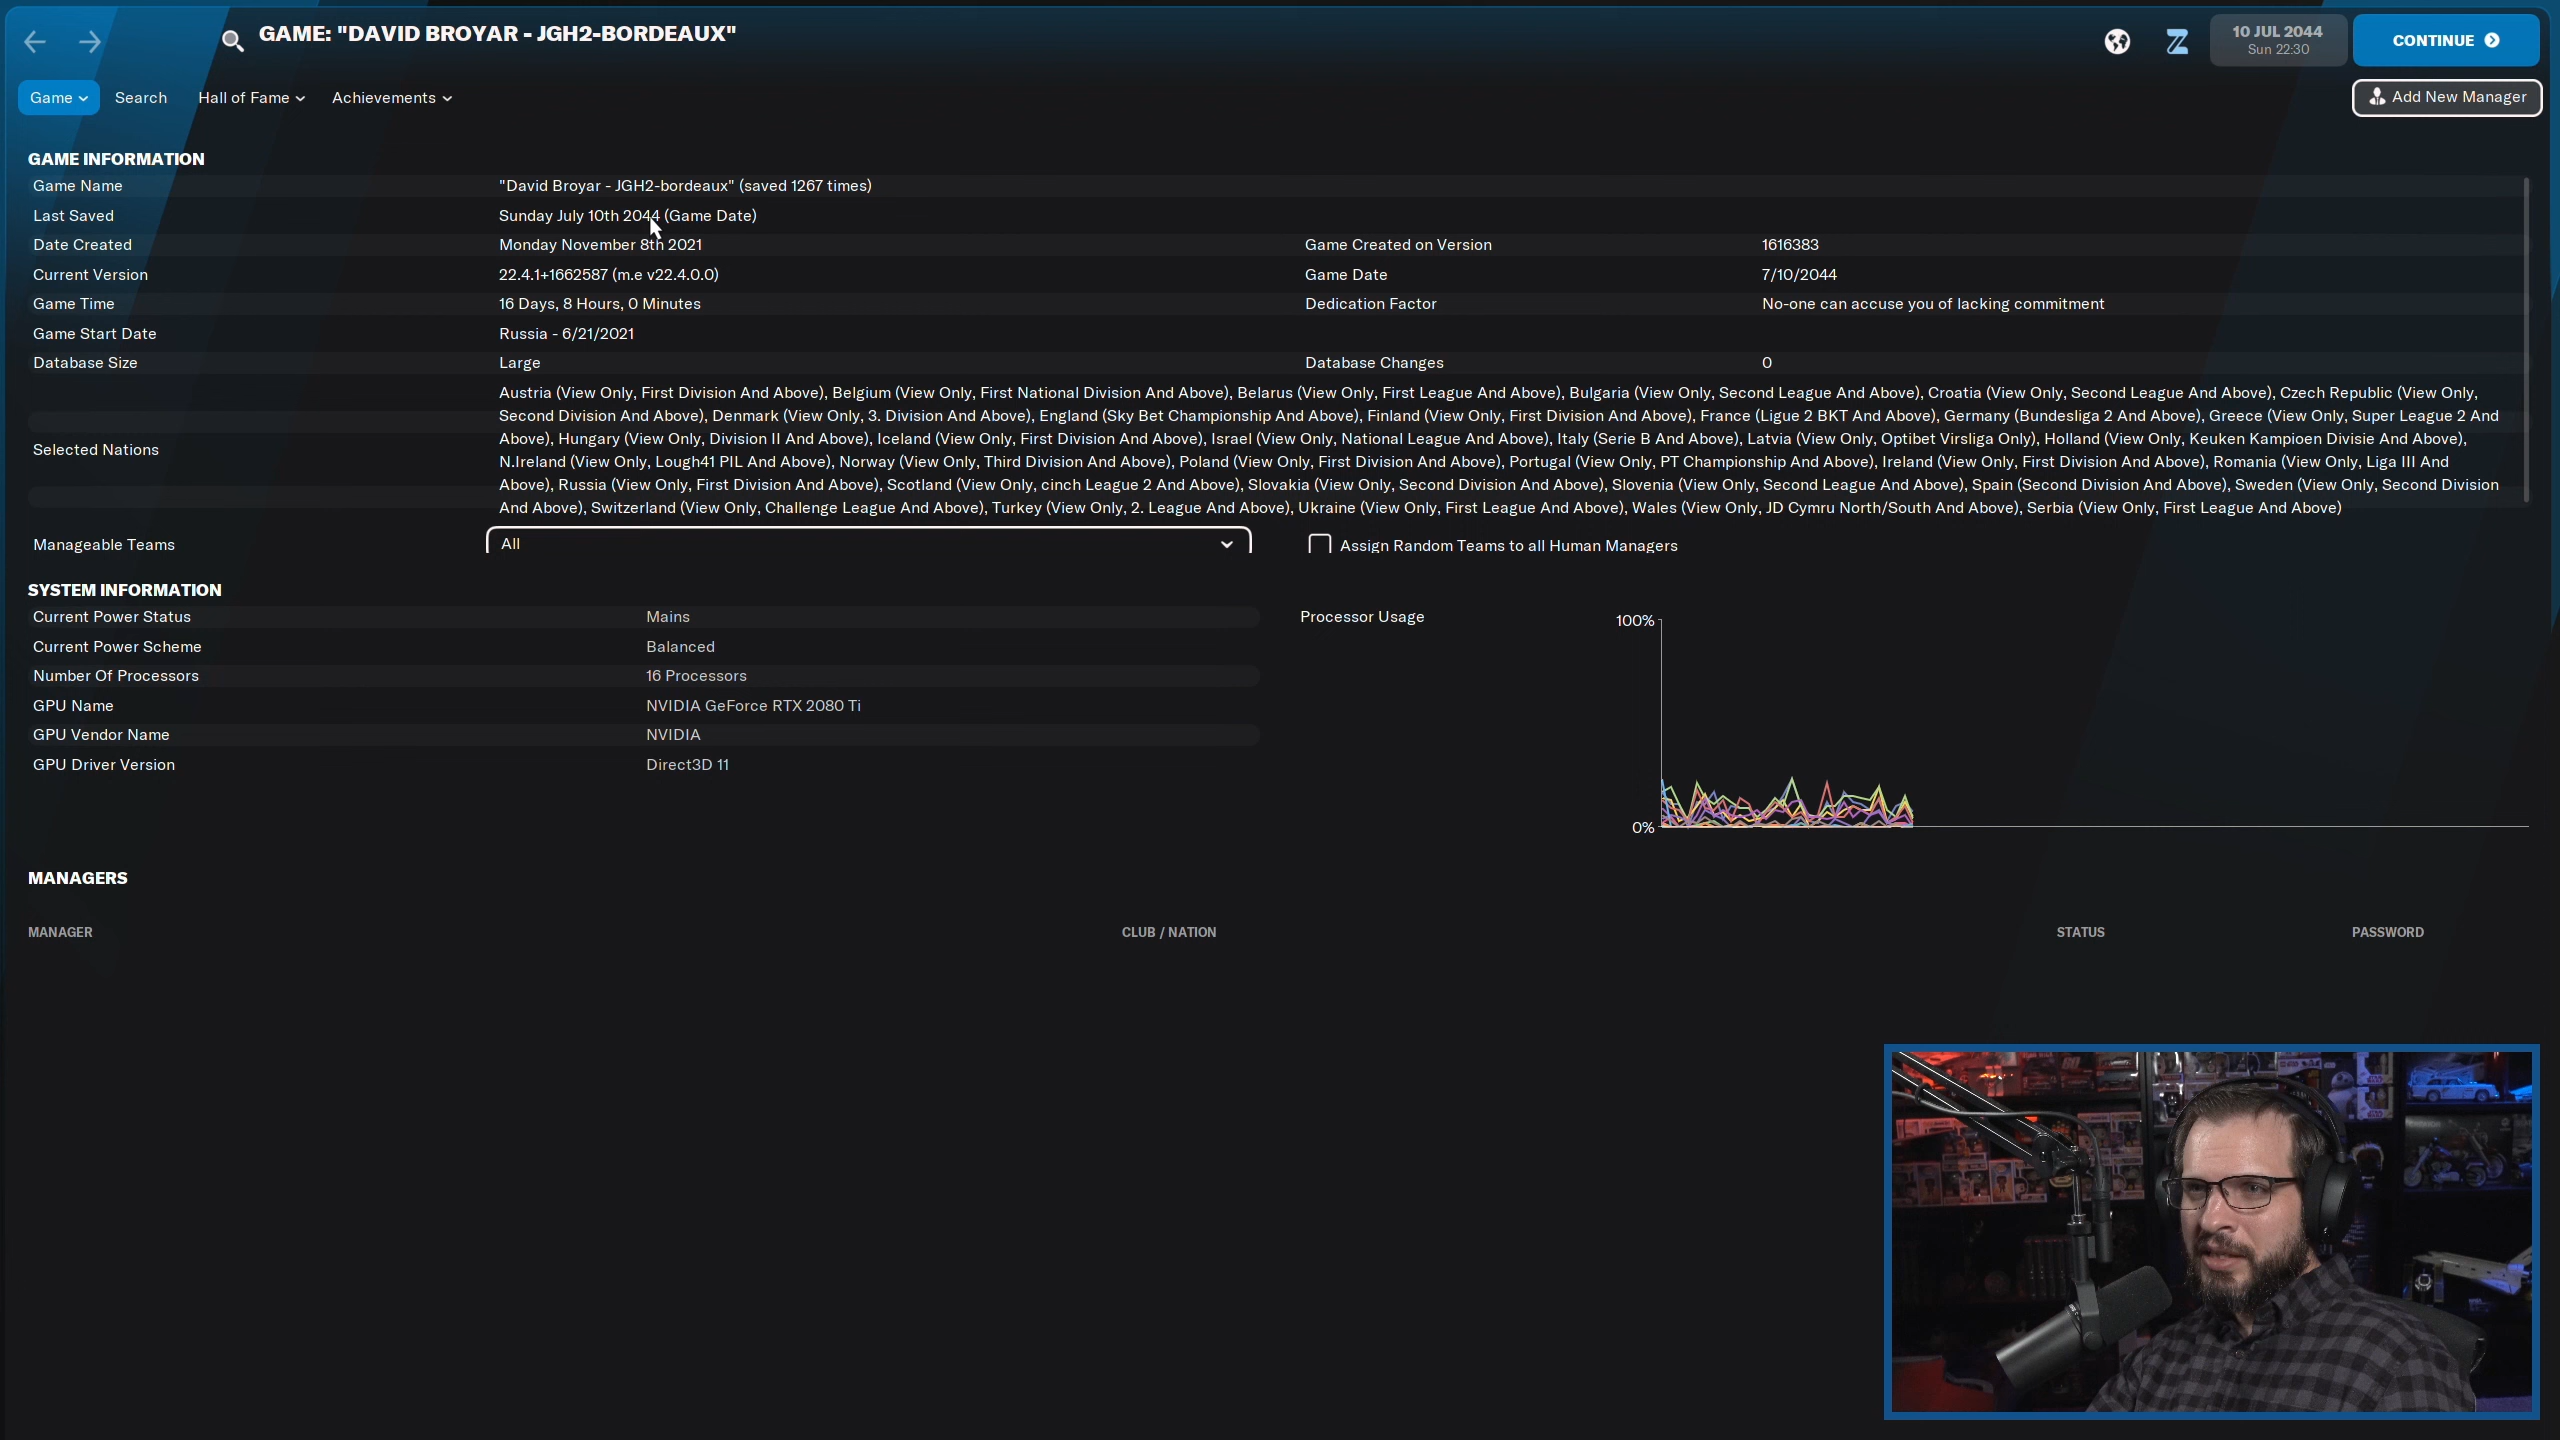 GAME: "DAVID BROYAR - JGH2-BORDEAUX"
10 JUL 2044
Sun 22:30
CONTINUE
Game
Search
Hall of Fame
Achievements
Add New Manager
GAME INFORMATION
Game Name
"David Broyar - JGH2-bordeaux" (saved 1267 times)
Last Saved
Sunday July 10th 2044 (Game Date)
Date Created
Monday November 8th 2021
Game Created on Version
1616383
Current Version
22.4.1+1662587 (m.e v22.4.0.0)
Game Date
7/10/2044
Game Time
16 Days, 8 Hours, 0 Minutes
Dedication Factor
No-one can accuse you of lacking commitment
Game Start Date
Russia - 6/21/2021
Database Size
Large
Database Changes
0
Selected Nations
Austria (View Only, First Division And Above), Belgium (View Only, First National Division And Above), Belarus (View Only, First League And Above), Bulgaria (View Only, Second League And Above), Croatia (View Only, Second League And Above), Czech Republic (View Only,
Second Division And Above), Denmark (View Only, 3. Division And Above), England (Sky Bet Championship And Above), Finland (View Only, First Division And Above), France (Ligue 2 BKT And Above), Germany (Bundesliga 2 And Above), Greece (View Only, Super League 2 And
Above), Hungary (View Only, Division II And Above), Iceland (View Only, First Division And Above), Israel (View Only, National League And Above), Italy (Serie B And Above), Latvia (View Only, Optibet Virsliga Only), Holland (View Only, Keuken Kampioen Divisie And Above),
N.Ireland (View Only, Lough41 PIL And Above), Norway (View Only, Third Division And Above), Poland (View Only, First Division And Above), Portugal (View Only, PT Championship And Above), Ireland (View Only, First Division And Above), Romania (View Only, Liga III And
Above), Russia (View Only, First Division And Above), Scotland (View Only, cinch League 2 And Above), Slovakia (View Only, Second Division And Above), Slovenia (View Only, Second League And Above), Spain (Second Division And Above), Sweden (View Only, Second Division
And Above), Switzerland (View Only, Challenge League And Above), Turkey (View Only, 2. League And Above), Ukraine (View Only, First League And Above), Wales (View Only, JD Cymru North/South And Above), Serbia (View Only, First League And Above)
Manageable Teams
All
Assign Random Teams to all Human Managers
SYSTEM INFORMATION
Current Power Status
Mains
Current Power Scheme
Balanced
Number Of Processors
16 Processors
GPU Name
NVIDIA GeForce RTX 2080 Ti
GPU Vendor Name
NVIDIA
GPU Driver Version
Direct3D 11
Processor Usage
100%
0%
MANAGERS
MANAGER
CLUB / NATION
STATUS
PASSWORD